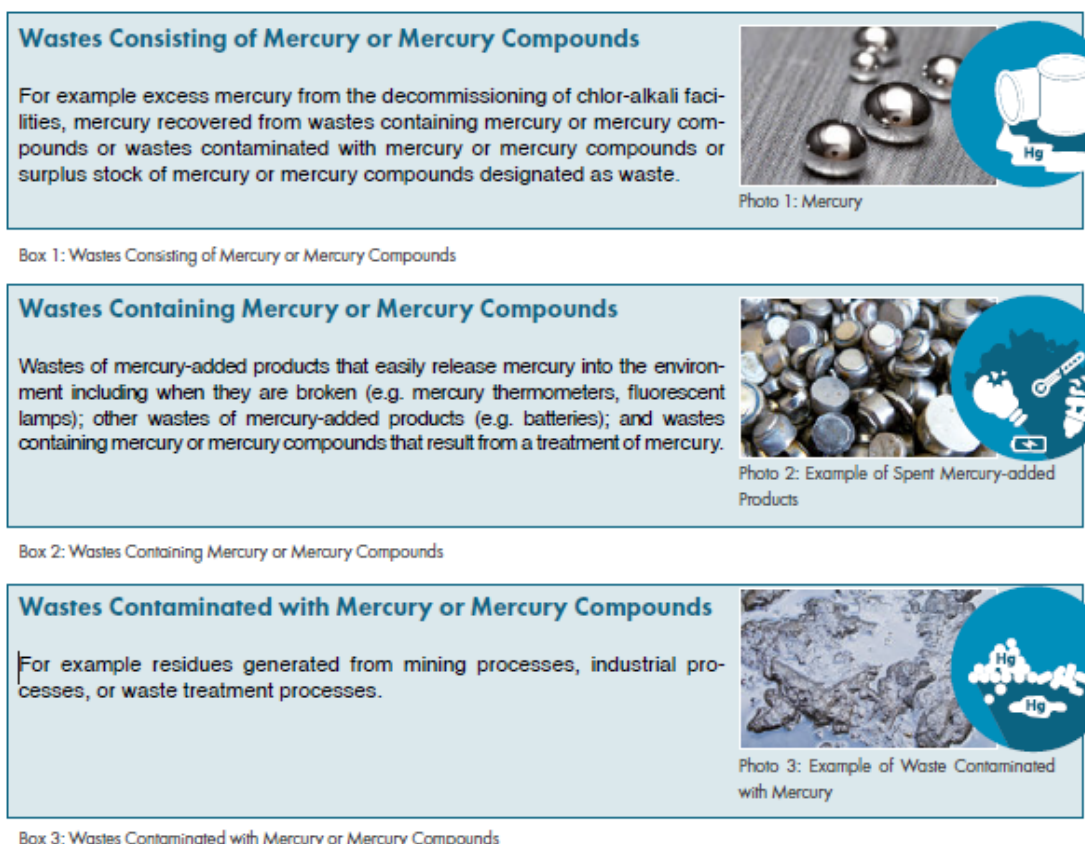 Wastes Consisting of Mercury or Mercury Compounds
For example excess mercury from the decommissioning of chlor-alkali faci-
lities, mercury recovered from wastes containing mercury or mercury com-
pounds or wastes contaminated with mercury or mercury compounds or
surplus stock of mercury or mercury compounds designated as waste.
Hg
Photo 1: Mercury
Box 1: Wastes Consisting of Mercury or Mercury Compounds
Wastes Containing Mercury or Mercury Compounds
Wastes of mercury-added products that easily release mercury into the environ-
ment including when they are broken (e.g. mercury thermometers, fluorescent
lamps); other wastes of mercury-added products (e.g. batteries); and wastes
containing mercury or mercury compounds that result from a treatment of mercury.
Photo 2: Example of Spent Mercury-added
Products
Box 2: Wastes Containing Mercury or Mercury Compounds
Wastes Contaminated with Mercury or Mercury Compounds
For example residues generated from mining processes, industrial pro-
cesses, or waste treatment processes.
Hg
Hg
Photo 3: Example of Waste Contaminated
with Mercury
Box 3: Wastes Contaminated with Mercury or Mercury Compounds